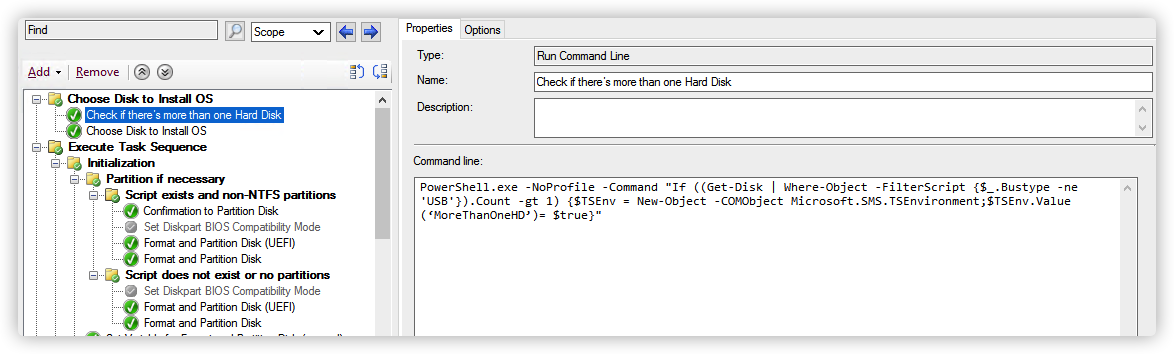 Find
Scope
Add
Remove
Choose Disk to Install OS
Check if there's more than one Hard Disk
Choose Disk to Install OS
Execute Task Sequence
Initialization
Partition if necessary
Script exists and non-NTFS partitions
Confirmation to Partition Disk
Set Diskpart BIOS Compatibility Mode
Format and Partition Disk (UEFI)
Format and Partition Disk
Script does not exist or no partitions
Set Diskpart BIOS Compatibility Mode
Format and Partition Disk (UEFI)
Format and Partition Disk
Properties
Options
Type:
Run Command Line
Name:
Check if there's more than one Hard Disk
Description:
Command line:
PowerShell.exe -NoProfile -Command "If ((Get-Disk | Where-Object -FilterScript {$_.Bustype -ne
'USB'}).Count -gt 1) {$TSEnv = New-Object -COMObject Microsoft.SMS.TSEnvironment;$TSEnv.Value
(‘MoreThanOneHD’)= $true}"